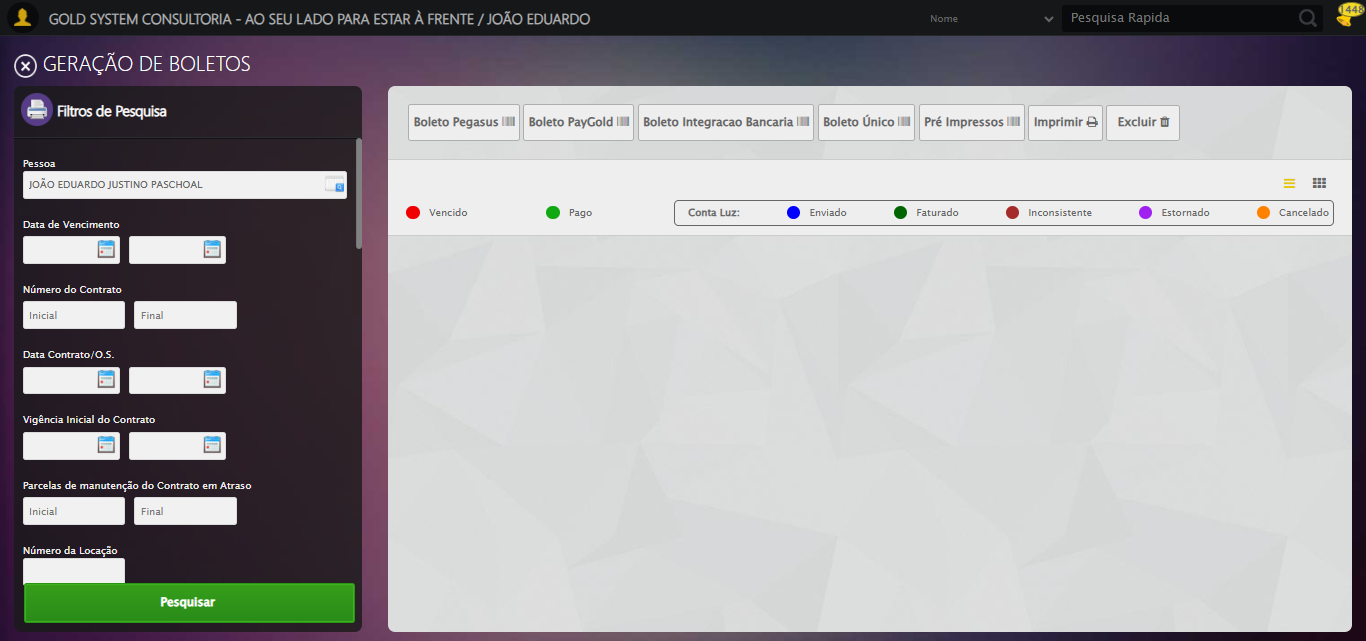 GOLD SYSTEM CONSULTORIA - AO SEU LADO PARA ESTAR À FRENTE / JOÃO EDUARDO
Nome
Pesquisa Rapida
1448
GERAÇÃO DE BOLETOS
Filtros de Pesquisa
Pessoa
JOÃO EDUARDO JUSTINO PASCHOAL
Data de Vencimento
Número do Contrato
Inicial Final
Data Contrato/O.S.
Vigência Inicial do Contrato
Parcelas de manutenção do Contrato em Atraso
Inicial Final
Número da Locação
Pesquisar
Boleto Pegasus Boleto PayGold Boleto Integracao Bancaria Boleto Único Pré Impressos Imprimir Excluir
Vencido Pago Conta Luz: Enviado Faturado Inconsistente Estornado Cancelado